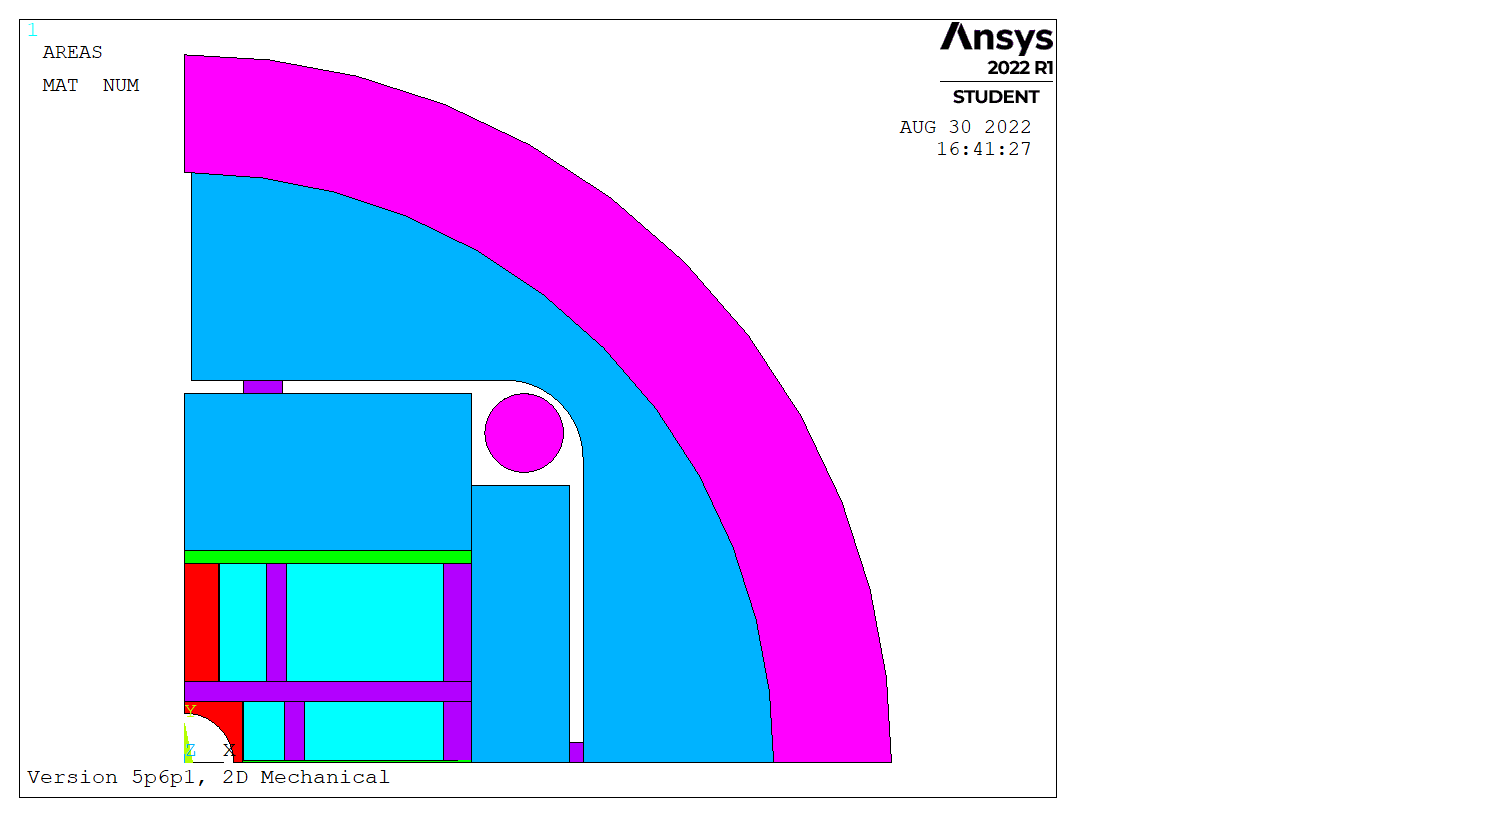 1
AREAS
MAT NUM
Ansys
2022 R1
STUDENT
AUG 30 2022
16:41:27
Y
Z X
Version 5p6p1, 2D Mechanical